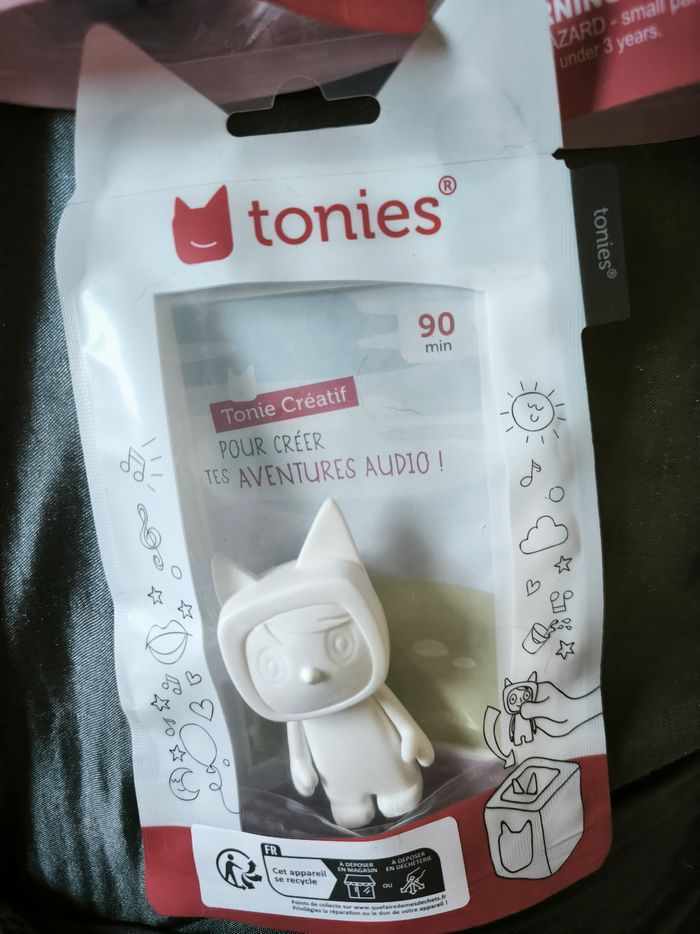 AZARD - small pa
under 3 years.
tonies®
tonies®
90
min
Tonie Créatif
POUR CRÉER
TES AVENTURES AUDIO !
FR
Cet appareil
se recycle
À DÉPOSER
EN MAGASIN
OU
À DÉPOSER
EN DÉCHÈTERIE
Points de collecte sur www.quefairedemesdechets.fr
Privilégiez la réparation ou le don de votre appareil !